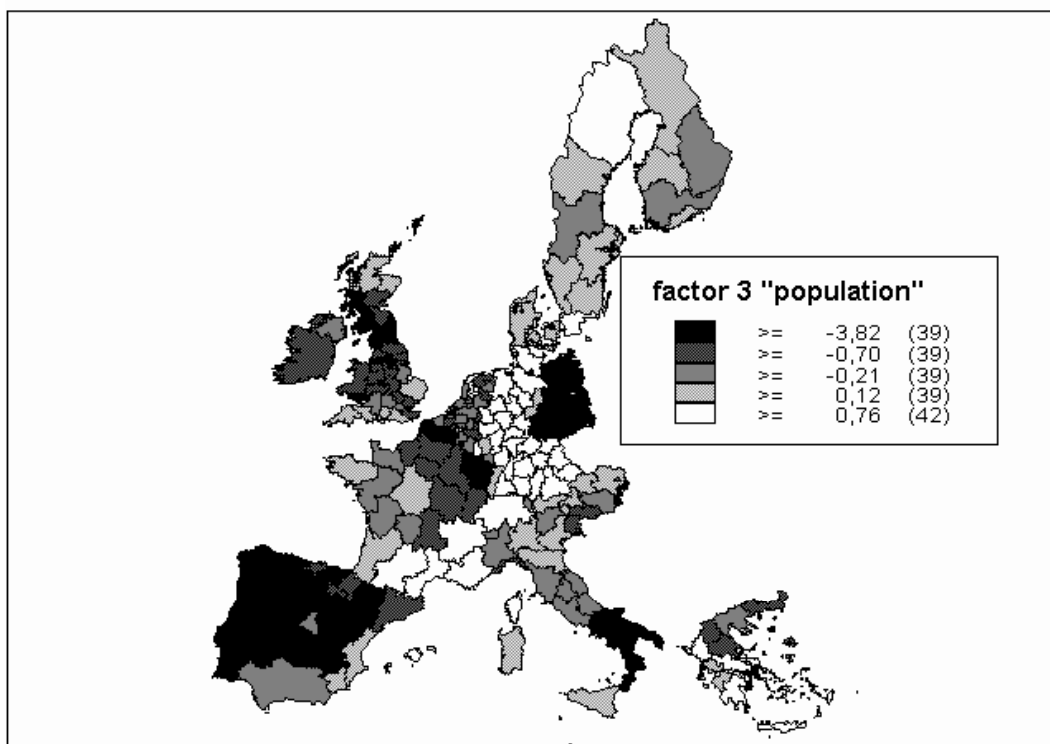 factor 3 "population"
>= -3,82 (39)
>= -0,70 (39)
>= -0,21 (39)
>= 0,12 (39)
>= 0,76 (42)